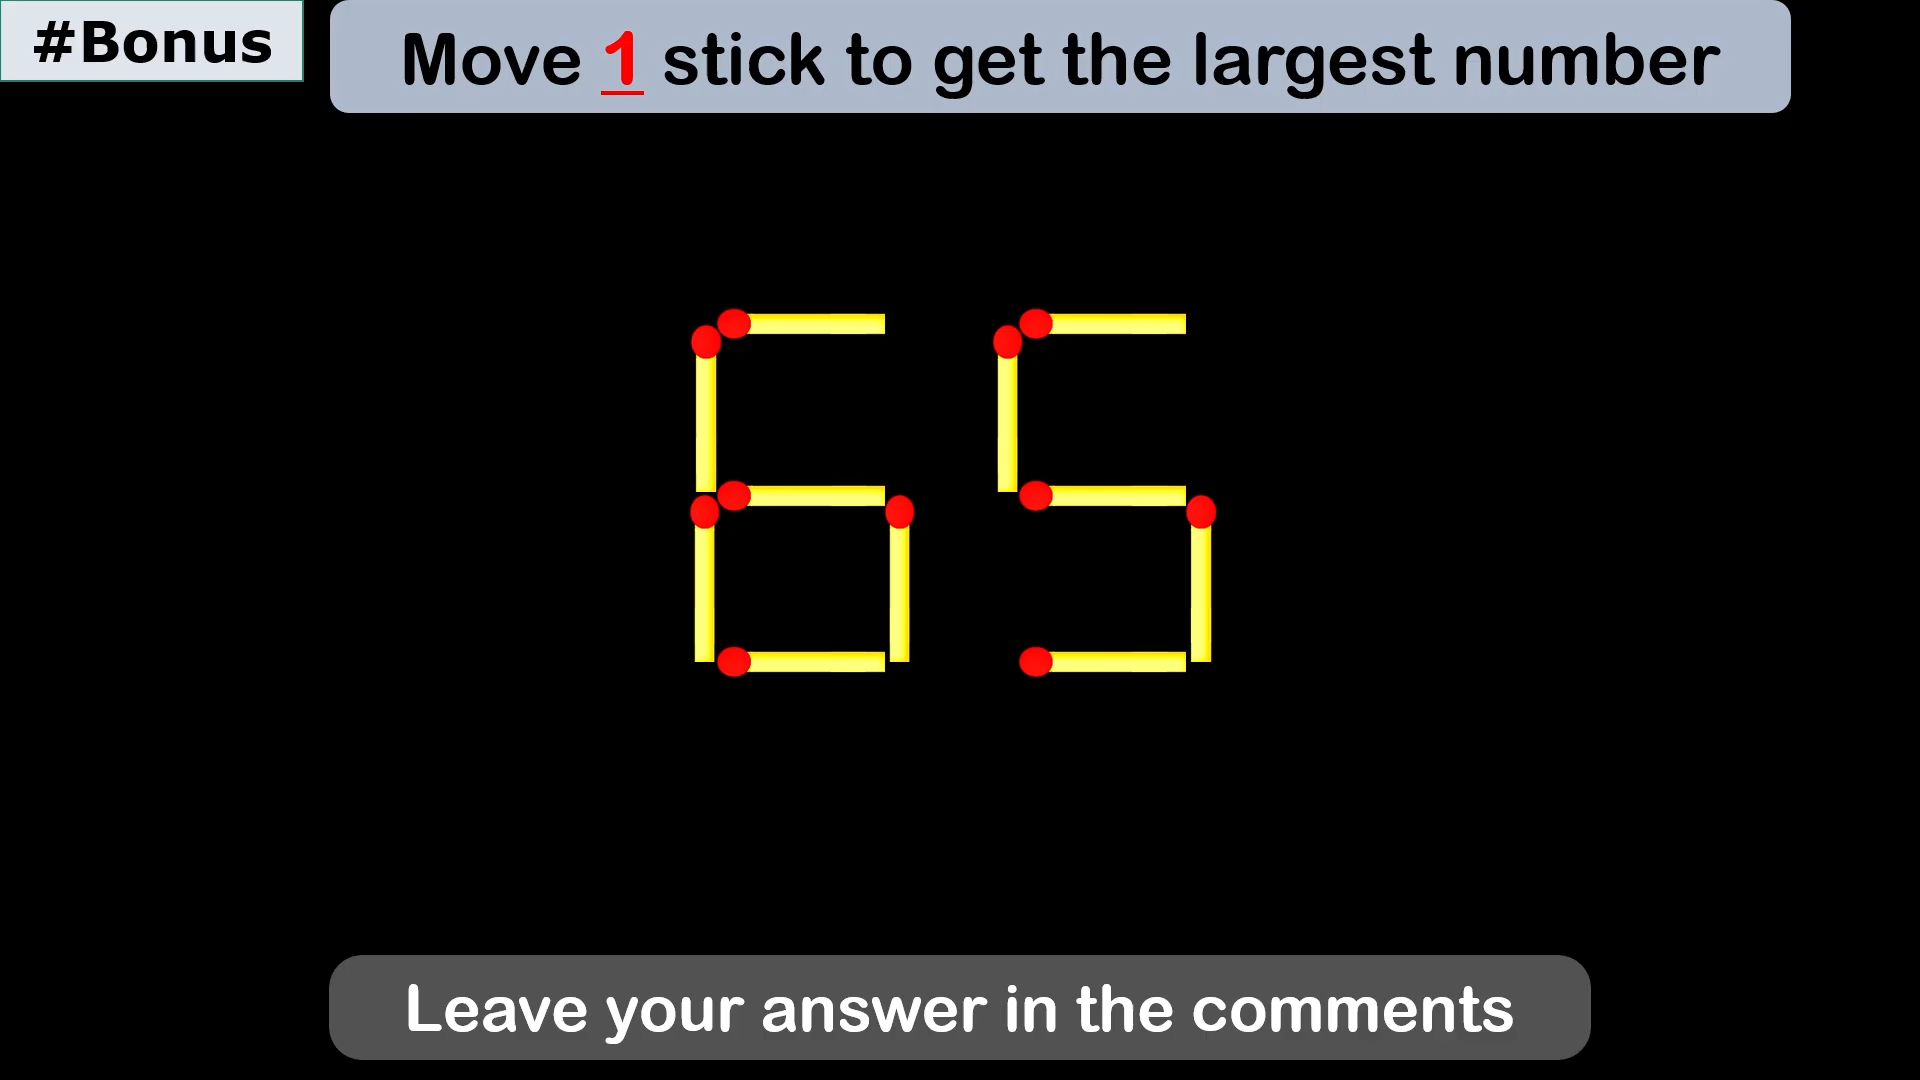 #Bonus
Move 1 stick to get the largest number
65
Leave your answer in the comments